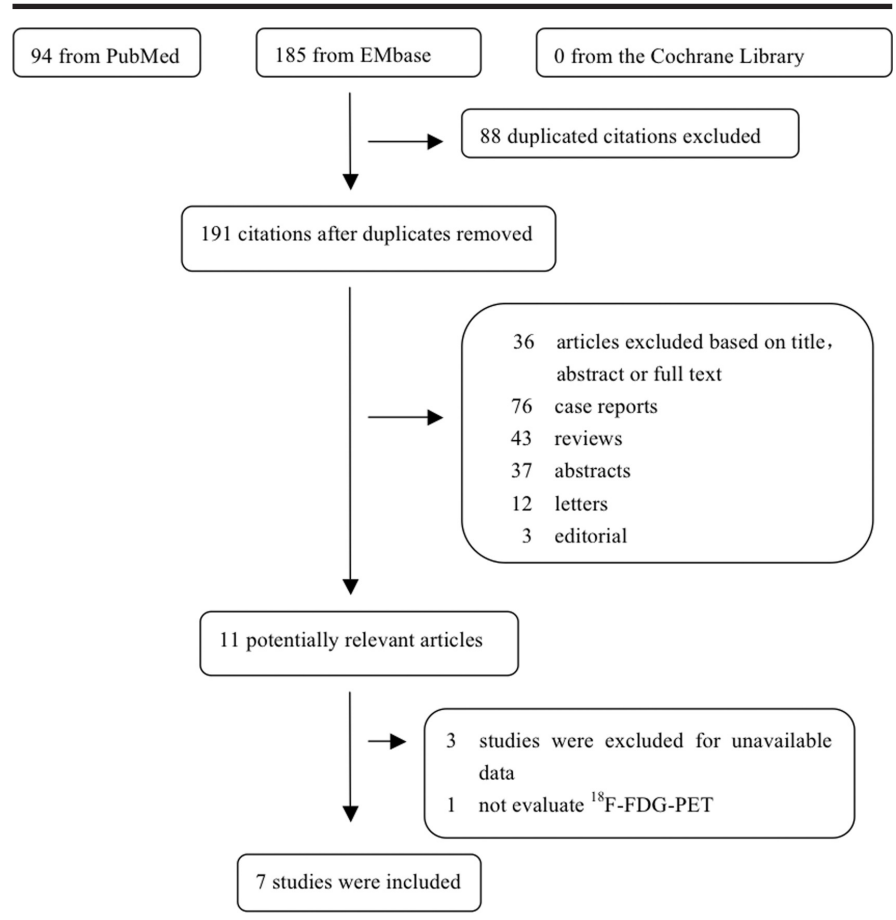 94 from PubMed
185 from EMbase
0 from the Cochrane Library
88 duplicated citations excluded
191 citations after duplicates removed
36 articles excluded based on title,
abstract or full text
76 case reports
43 reviews
37 abstracts
12 letters
3 editorial
11 potentially relevant articles
3 studies were excluded for unavailable
data
1 not evaluate ¹⁸F-FDG-PET
7 studies were included